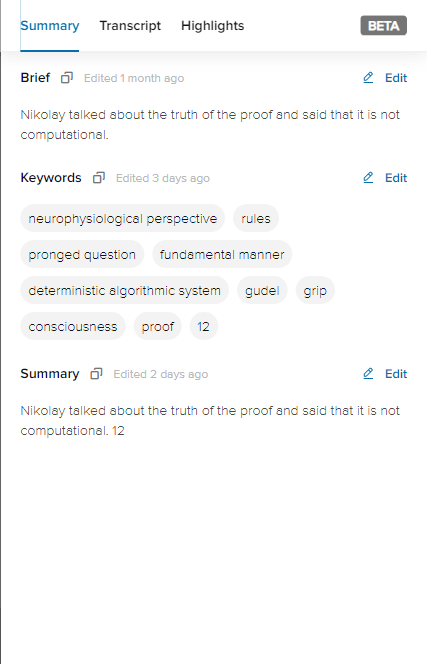 Summary Transcript Highlights BETA
Brief Edited 1 month ago Edit
Nikolay talked about the truth of the proof and said that it is not
computational.
Keywords Edited 3 days ago Edit
neurophysiological perspective rules
pronged question fundamental manner
deterministic algorithmic system gudel grip
consciousness proof 12
Summary Edited 2 days ago Edit
Nikolay talked about the truth of the proof and said that it is not
computational. 12